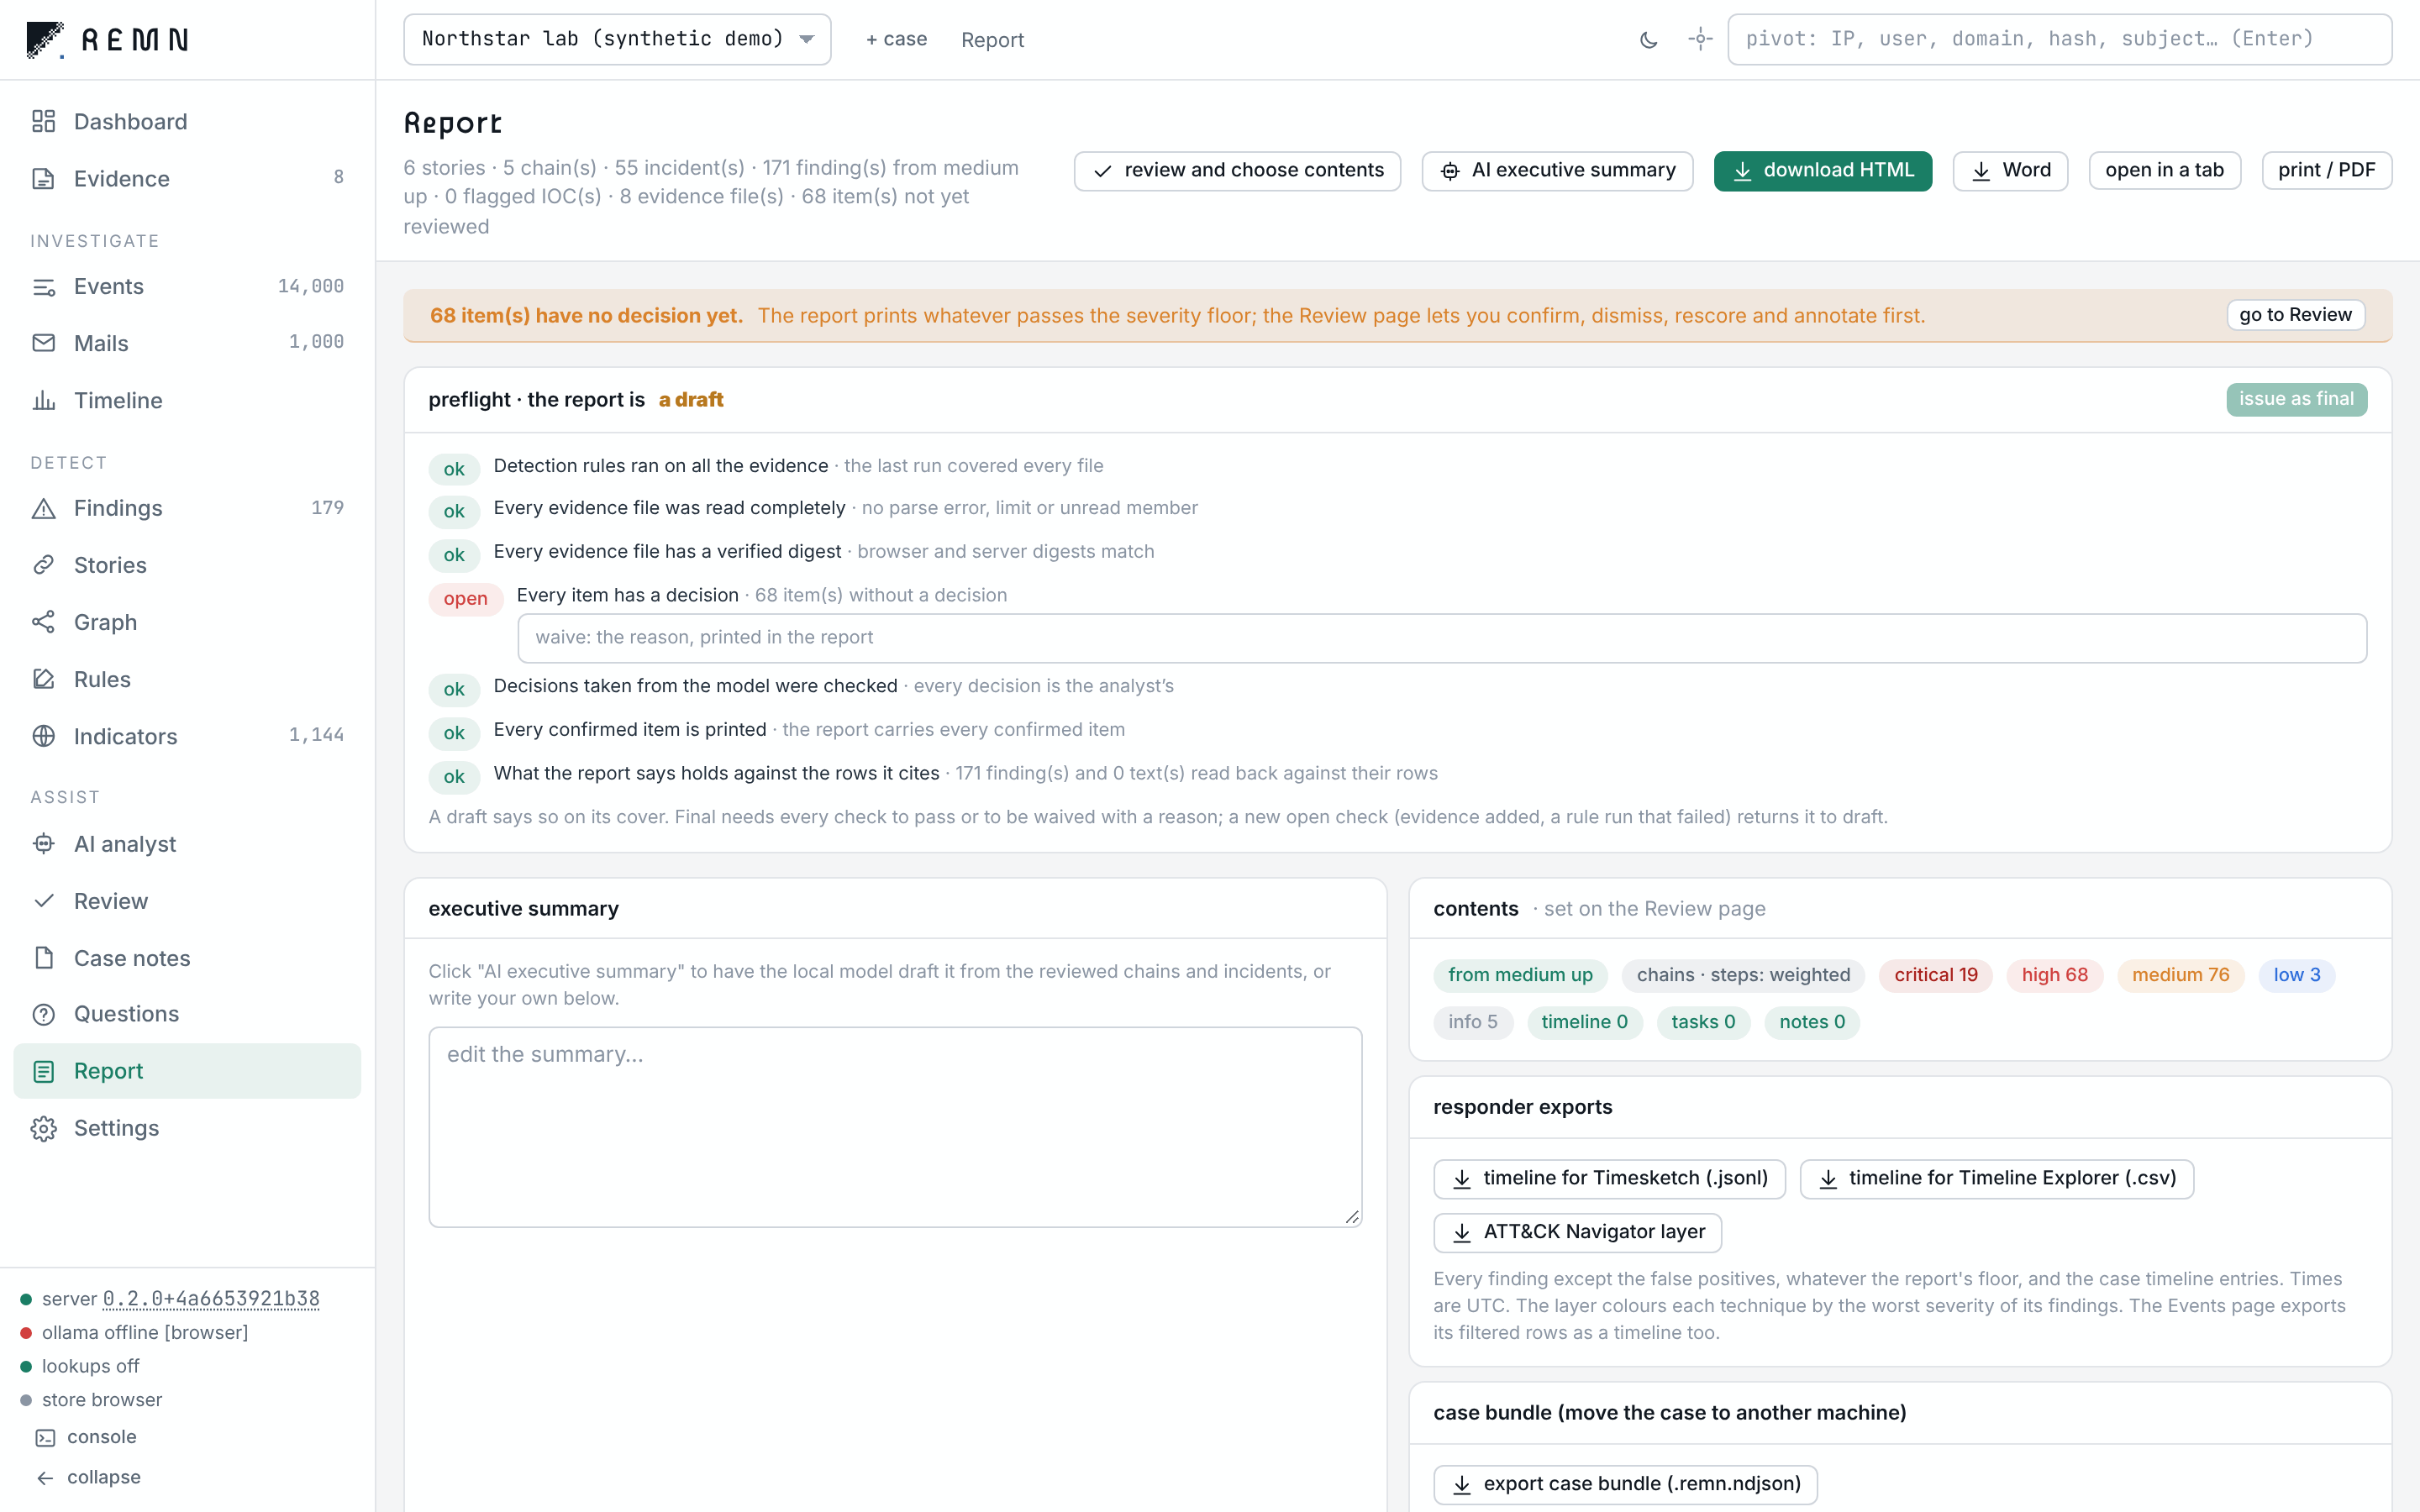 REMN
Northstar lab (synthetic demo)
+ case
Report
pivot: IP, user, domain, hash, subject… (Enter)
Dashboard
Evidence 8
INVESTIGATE
Events 14,000
Mails 1,000
Timeline
DETECT
Findings 179
Stories
Graph
Rules
Indicators 1,144
ASSIST
AI analyst
Review
Case notes
Questions
Report
Settings
server 0.2.0+4a6653921b38
ollama offline [browser]
lookups off
store browser
console
collapse
Report
6 stories · 5 chain(s) · 55 incident(s) · 171 finding(s) from medium
up · 0 flagged IOC(s) · 8 evidence file(s) · 68 item(s) not yet
reviewed
review and choose contents
AI executive summary
download HTML
Word
open in a tab
print / PDF
68 item(s) have no decision yet. The report prints whatever passes the severity floor; the Review page lets you confirm, dismiss, rescore and annotate first.
go to Review
preflight · the report is a draft
issue as final
ok Detection rules ran on all the evidence · the last run covered every file
ok Every evidence file was read completely · no parse error, limit or unread member
ok Every evidence file has a verified digest · browser and server digests match
open Every item has a decision · 68 item(s) without a decision
waive: the reason, printed in the report
ok Decisions taken from the model were checked · every decision is the analyst’s
ok Every confirmed item is printed · the report carries every confirmed item
ok What the report says holds against the rows it cites · 171 finding(s) and 0 text(s) read back against their rows
A draft says so on its cover. Final needs every check to pass or to be waived with a reason; a new open check (evidence added, a rule run that failed) returns it to draft.
executive summary
Click "AI executive summary" to have the local model draft it from the reviewed chains and incidents, or
write your own below.
edit the summary...
contents · set on the Review page
from medium up chains · steps: weighted critical 19 high 68 medium 76 low 3
info 5 timeline 0 tasks 0 notes 0
responder exports
timeline for Timesketch (.jsonl)
timeline for Timeline Explorer (.csv)
ATT&CK Navigator layer
Every finding except the false positives, whatever the report's floor, and the case timeline entries. Times
are UTC. The layer colours each technique by the worst severity of its findings. The Events page exports
its filtered rows as a timeline too.
case bundle (move the case to another machine)
export case bundle (.remn.ndjson)